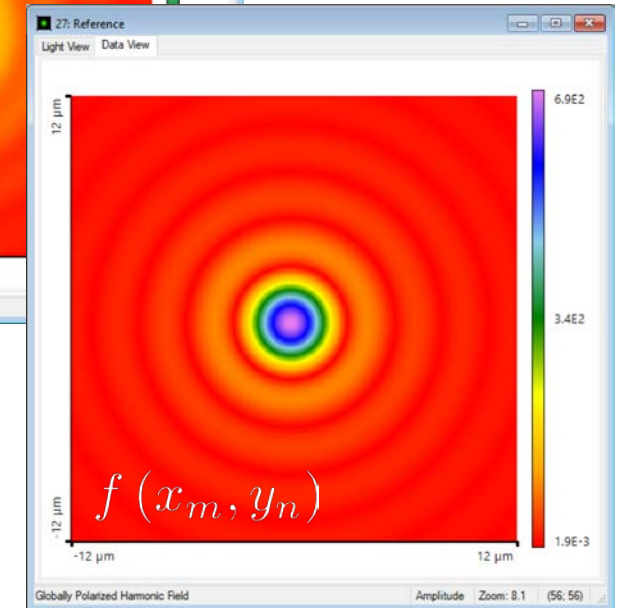 27: Reference
Light View Data View
12 µm
6.9E2
3.4E2
f (x_m, y_n)
-12 µm
1.9E-3
-12 µm 12 µm
Globally Polarized Harmonic Field Amplitude Zoom: 8.1 (56; 56)